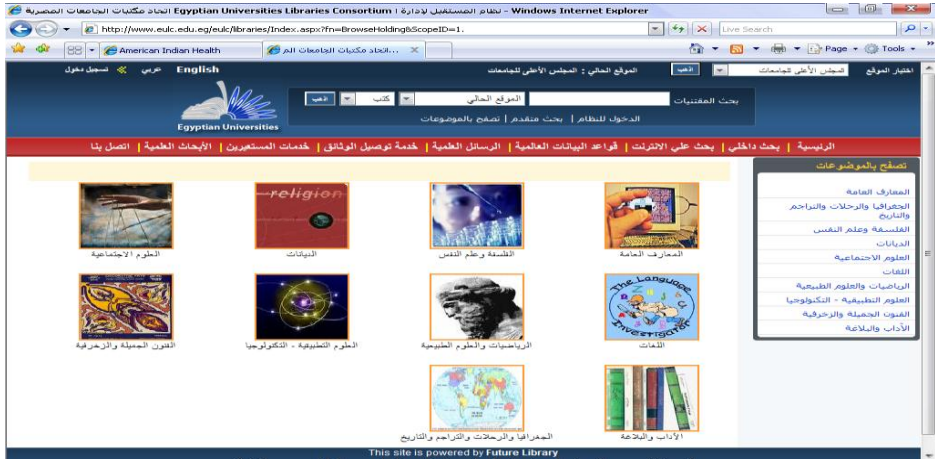 اتحاد مكتبات الجامعات المصرية Egyptian Universities Libraries Consortium ا نظام المستقبل لإدارة - Windows Internet Explorer
http://www.eulc.edu.eg/eulc/libraries/Index.aspx?fn=BrowseHolding&ScopeID=1.
Live Search
American Indian Health
اتحاد مكتبات الجامعات الم...
Page
Tools
اختيار الموقع
المجلس الأعلى للجامعات
اذهب
الموقع الحالي : المجلس الأعلى للجامعات
English
عربي
تسجيل دخول
بحث المقتنيات
الموقع الحالي
كتب
اذهب
الدخول للنظام | بحث متقدم | تصفح بالموضوعات
Egyptian Universities
الرئيسية | بحث داخلي | بحث علي الانترنت | قواعد البيانات العالمية | الرسائل العلمية | خدمة توصيل الوثائق | خدمات المستعيرين | الأبحاث العلمية | اتصل بنا
تصفح بالموضوعات
المعارف العامة
الجغرافيا والرحلات والتراجم
والتاريخ
الفلسفة وعلم النفس
الديانات
العلوم الاجتماعية
اللغات
الرياضيات والعلوم الطبيعية
العلوم التطبيقية - التكنولوجيا
الفنون الجميلة والزخرفية
الأداب والبلاغة
religion
المعارف العامة
الفلسفة وعلم النفس
الديانات
العلوم الاجتماعية
The Language
Investigator
اللغات
الرياضيات والعلوم الطبيعية
العلوم التطبيقية - التكنولوجيا
الفنون الجميلة والزخرفية
الأداب والبلاغة
الجغرافيا والرحلات والتراجم والتاريخ
This site is powered by Future Library